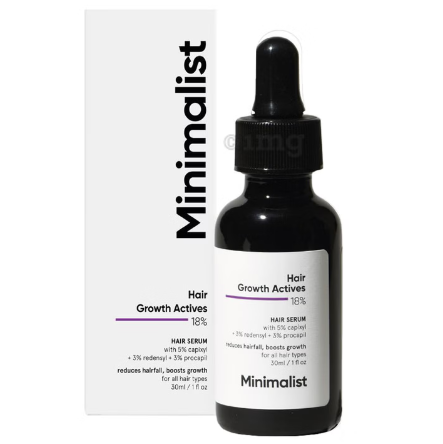 Minimalist
Hair
Growth Actives
18%
HAIR SERUM
with 5% capixyl
+ 3% redensyl + 3% procapil
reduces hairfall, boosts growth
for all hair types
30ml / 1 fl oz
Hair
Growth Actives
18%
HAIR SERUM
with 5% capixyl
+ 3% redensyl + 3% procapil
reduces hairfall, boosts growth
for all hair types
30ml / 1 fl oz
Minimalist